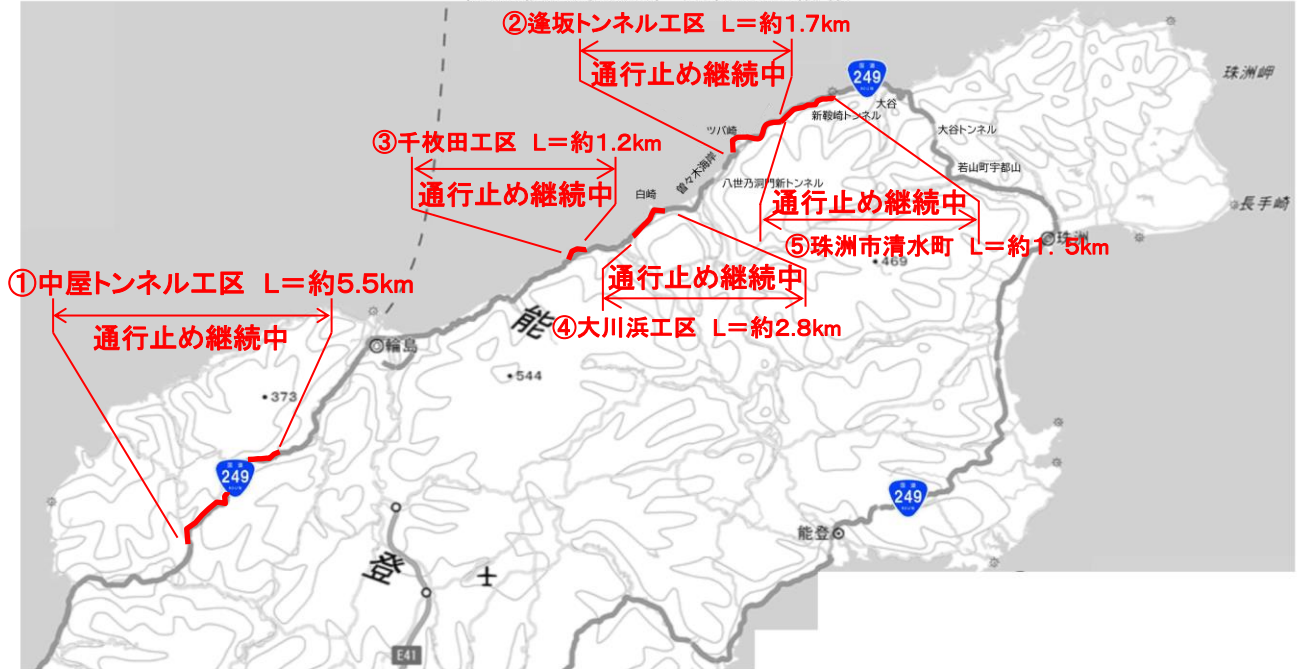 ②逢坂トンネル工区 L=約1.7km
通行止め継続中
国道
249
珠洲岬
大谷
新鞍崎トンネル
ツバ崎
大谷トンネル
③千枚田工区 L=約1.2km
通行止め継続中
曽々木海岸
若山町宇都山
八世乃洞門新トンネル
白崎
通行止め継続中
長手崎
⑤珠洲市清水町 L=約1.5km
珠洲
469
通行止め継続中
①中屋トンネル工区 L=約5.5km
通行止め継続中
④大川浜工区 L=約2.8km
能
輪島
544
373
国道
249
249
能登
登
E41